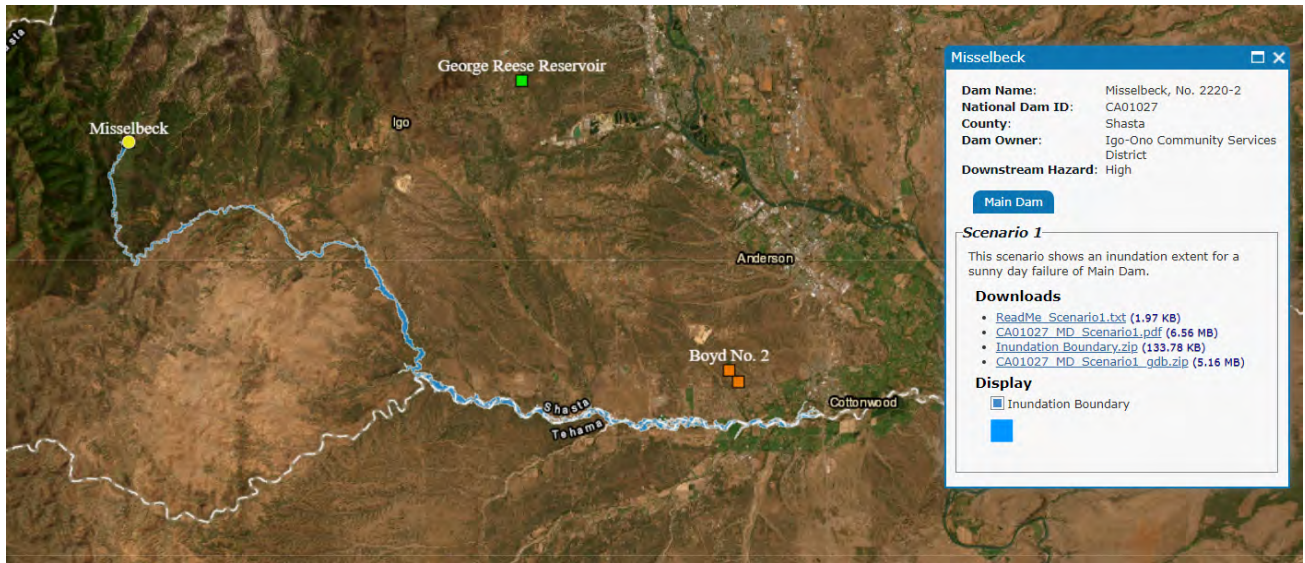 Shasta
George Reese Reservoir
Misselbeck
Igo
Anderson
Boyd No. 2
Cottonwood
Shasta
Tehama
Misselbeck
Dam Name: Misselbeck, No. 2220-2
National Dam ID: CA01027
County: Shasta
Dam Owner: Igo-Ono Community Services
District
Downstream Hazard: High
Main Dam
Scenario 1
This scenario shows an inundation extent for a
sunny day failure of Main Dam.
Downloads
• ReadMe_Scenario1.txt (1.97 KB)
• CA01027_MD_Scenario1.pdf (6.56 MB)
• Inundation Boundary.zip (133.78 KB)
• CA01027_MD_Scenario1_gdb.zip (5.16 MB)
Display
Inundation Boundary